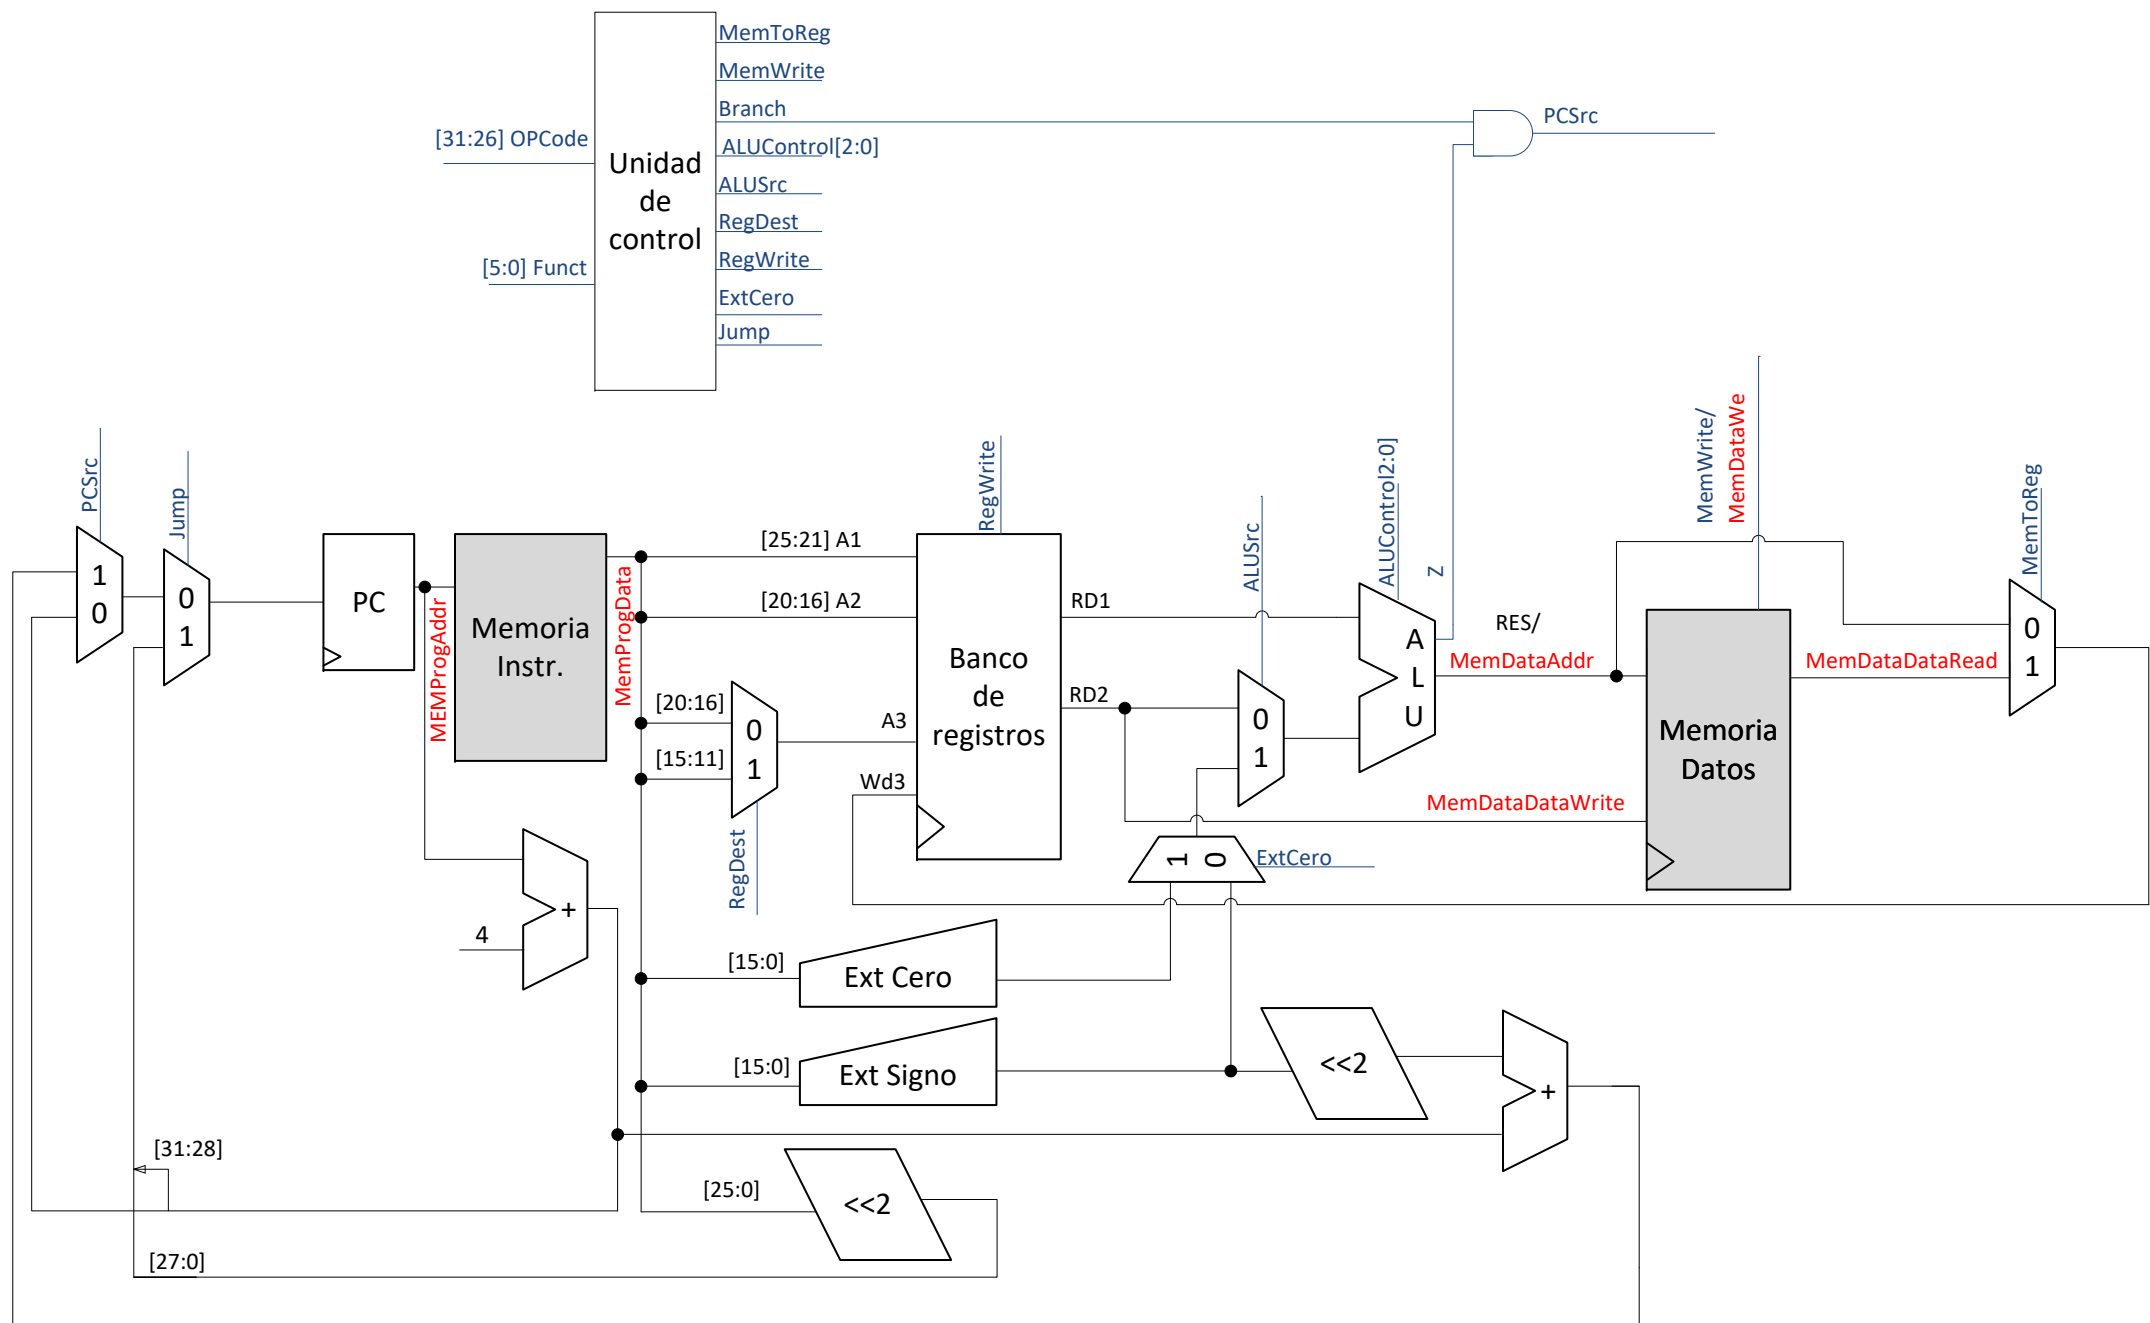 MemToReg
MemWrite
Branch
PCSrc
[31:26] OPCode
ALUControl[2:0]
Unidad
de
control
ALUSrc
RegDest
[5:0] Funct
RegWrite
ExtCero
Jump
PCSrc
Jump
RegWrite
ALUSrc
ALUControl2:0]
Z
MemWrite/
MemDataWe
MemToReg
1
0
0
1
PC
MEMProgAddr
Memoria
Instr.
MemProgData
[25:21] A1
[20:16] A2
[20:16]
[15:11]
0
1
RegDest
A3
Wd3
Banco
de
registros
RD1
RD2
0
1
A
L
U
RES/
MemDataAddr
MemDataDataWrite
Memoria
Datos
MemDataDataRead
0
1
1
0
ExtCero
4
+
[15:0]
Ext Cero
[15:0]
Ext Signo
<<2
+
[31:28]
[25:0]
<<2
[27:0]